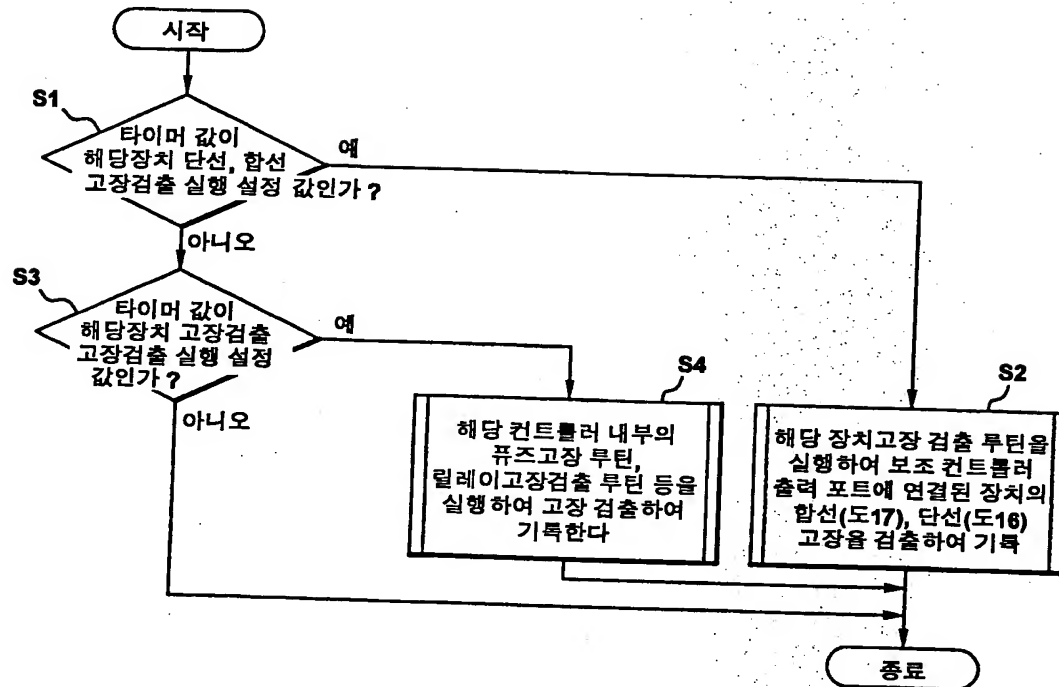 시작
S1
타이머 값이
해당장치 단선, 합선
고장검출 실행 설정 값인가 ?
예
아니오
S3
타이머 값이
해당장치 고장검출
고장검출 실행 설정
값인가 ?
예
아니오
S4
해당 컨트롤러 내부의
퓨즈고장 루틴,
릴레이고장검출 루틴 등을
실행하여 고장 검출하여
기록한다
S2
해당 장치고장 검출 루틴을
실행하여 보조 컨트롤러
출력 포트에 연결된 장치의
합선(도17), 단선(도16)
고장을 검출하여 기록
종료